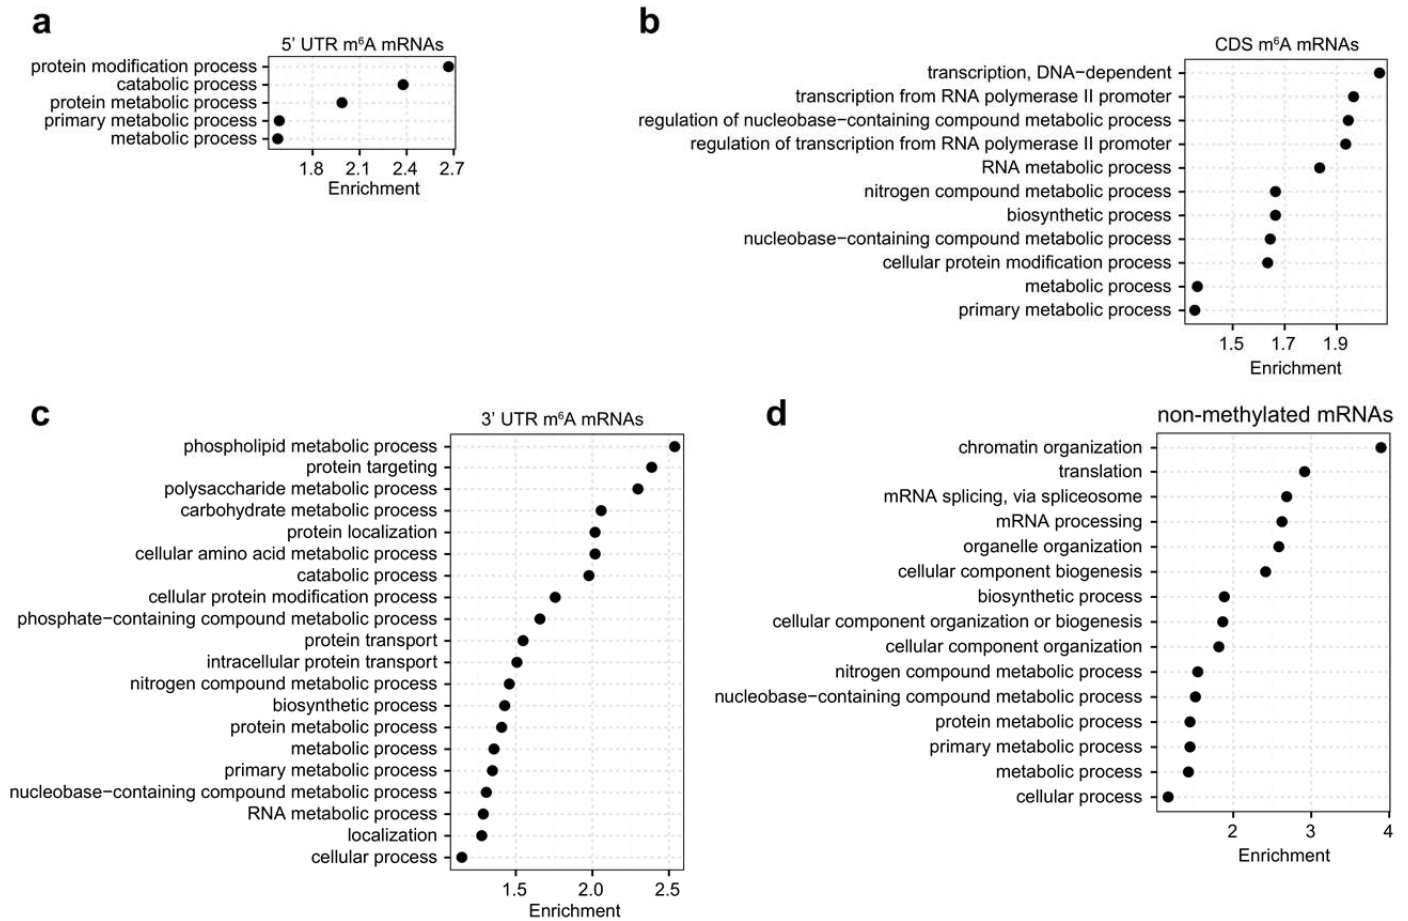 a
5’ UTR m⁶A mRNAs
protein modification process
catabolic process
protein metabolic process
primary metabolic process
metabolic process
1.8 2.1 2.4 2.7
Enrichment
b
CDS m⁶A mRNAs
transcription, DNA−dependent
transcription from RNA polymerase II promoter
regulation of nucleobase−containing compound metabolic process
regulation of transcription from RNA polymerase II promoter
RNA metabolic process
nitrogen compound metabolic process
biosynthetic process
nucleobase−containing compound metabolic process
cellular protein modification process
metabolic process
primary metabolic process
1.5 1.7 1.9
Enrichment
c
3’ UTR m⁶A mRNAs
phospholipid metabolic process
protein targeting
polysaccharide metabolic process
carbohydrate metabolic process
protein localization
cellular amino acid metabolic process
catabolic process
cellular protein modification process
phosphate−containing compound metabolic process
protein transport
intracellular protein transport
nitrogen compound metabolic process
biosynthetic process
protein metabolic process
metabolic process
primary metabolic process
nucleobase−containing compound metabolic process
RNA metabolic process
localization
cellular process
1.5 2.0 2.5
Enrichment
d
non-methylated mRNAs
chromatin organization
translation
mRNA splicing, via spliceosome
mRNA processing
organelle organization
cellular component biogenesis
biosynthetic process
cellular component organization or biogenesis
cellular component organization
nitrogen compound metabolic process
nucleobase−containing compound metabolic process
protein metabolic process
primary metabolic process
metabolic process
cellular process
2 3 4
Enrichment